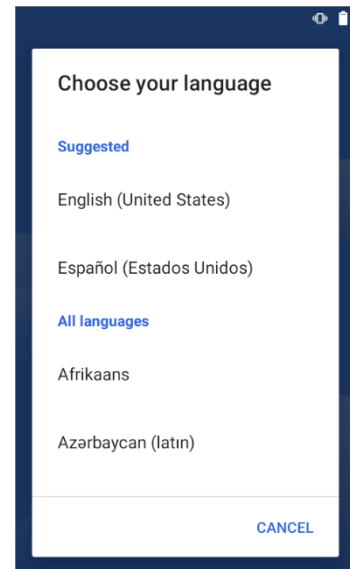 Choose your language
Suggested
English (United States)
Español (Estados Unidos)
All languages
Afrikaans
Azərbaycan (latın)
CANCEL